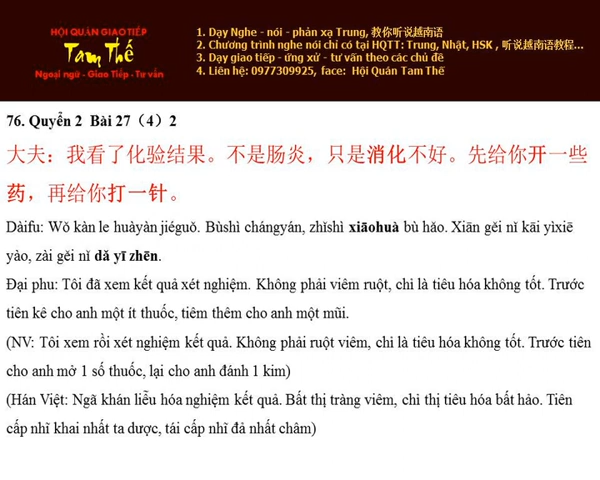 HỘI QUÁN GIAO TIẾP
Tam Thế
Ngoại ngữ - Giao Tiếp - Tư vấn
1. Dạy Nghe - nói - phản xạ Trung, 教你听说越南语
2. Chương trình nghe nói chỉ có tại HQTT: Trung, Nhật, HSK , 听说越南语教程...
3. Dạy giao tiếp - ứng xử - tư vấn theo các chủ đề
4. Liên hệ: 0977309925, face: Hội Quán Tam Thế
76. Quyển 2 Bài 27（4）2
大夫：我看了化验结果。不是肠炎，只是消化不好。先给你开一些
药，再给你打一针。
Dàifu: Wǒ kàn le huàyàn jiéguǒ. Bùshì chángyán, zhǐshì xiāohuà bù hǎo. Xiān gěi nǐ kāi yìxiē
yào, zài gěi nǐ dǎ yī zhēn.
Đại phu: Tôi đã xem kết quả xét nghiệm. Không phải viêm ruột, chỉ là tiêu hóa không tốt. Trước
tiên kê cho anh một ít thuốc, tiêm thêm cho anh một mũi.
(NV: Tôi xem rồi xét nghiệm kết quả. Không phải ruột viêm, chỉ là tiêu hóa không tốt. Trước tiên
cho anh mở 1 số thuốc, lại cho anh đánh 1 kim)
(Hán Việt: Ngã khán liễu hóa nghiệm kết quả. Bất thị tràng viêm, chỉ thị tiêu hóa bất hảo. Tiên
cấp nhĩ khai nhất ta dược, tái cấp nhĩ đả nhất châm)